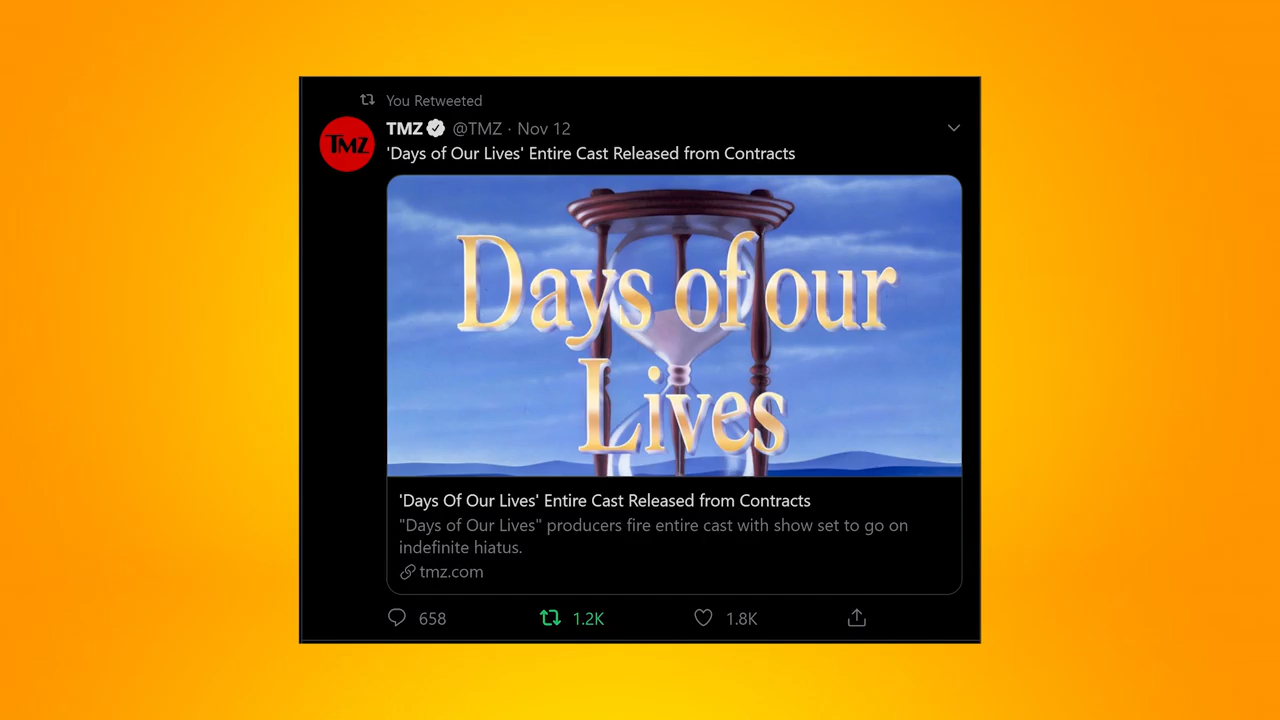 You Retweeted
TMZ @TMZ · Nov 12
TMZ
'Days of Our Lives' Entire Cast Released from Contracts
Days of our
Lives
'Days Of Our Lives' Entire Cast Released from Contracts
"Days of Our Lives" producers fire entire cast with show set to go on
indefinite hiatus.
tmz.com
658 1.2K 1.8K